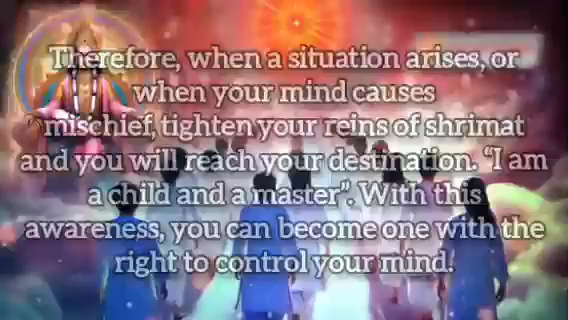 Therefore, when a situation arises, or
when your mind causes
mischief, tighten your reins of shrimat
and you will reach your destination. “I am
a child and a master”. With this
awareness, you can become one with the
right to control your mind.